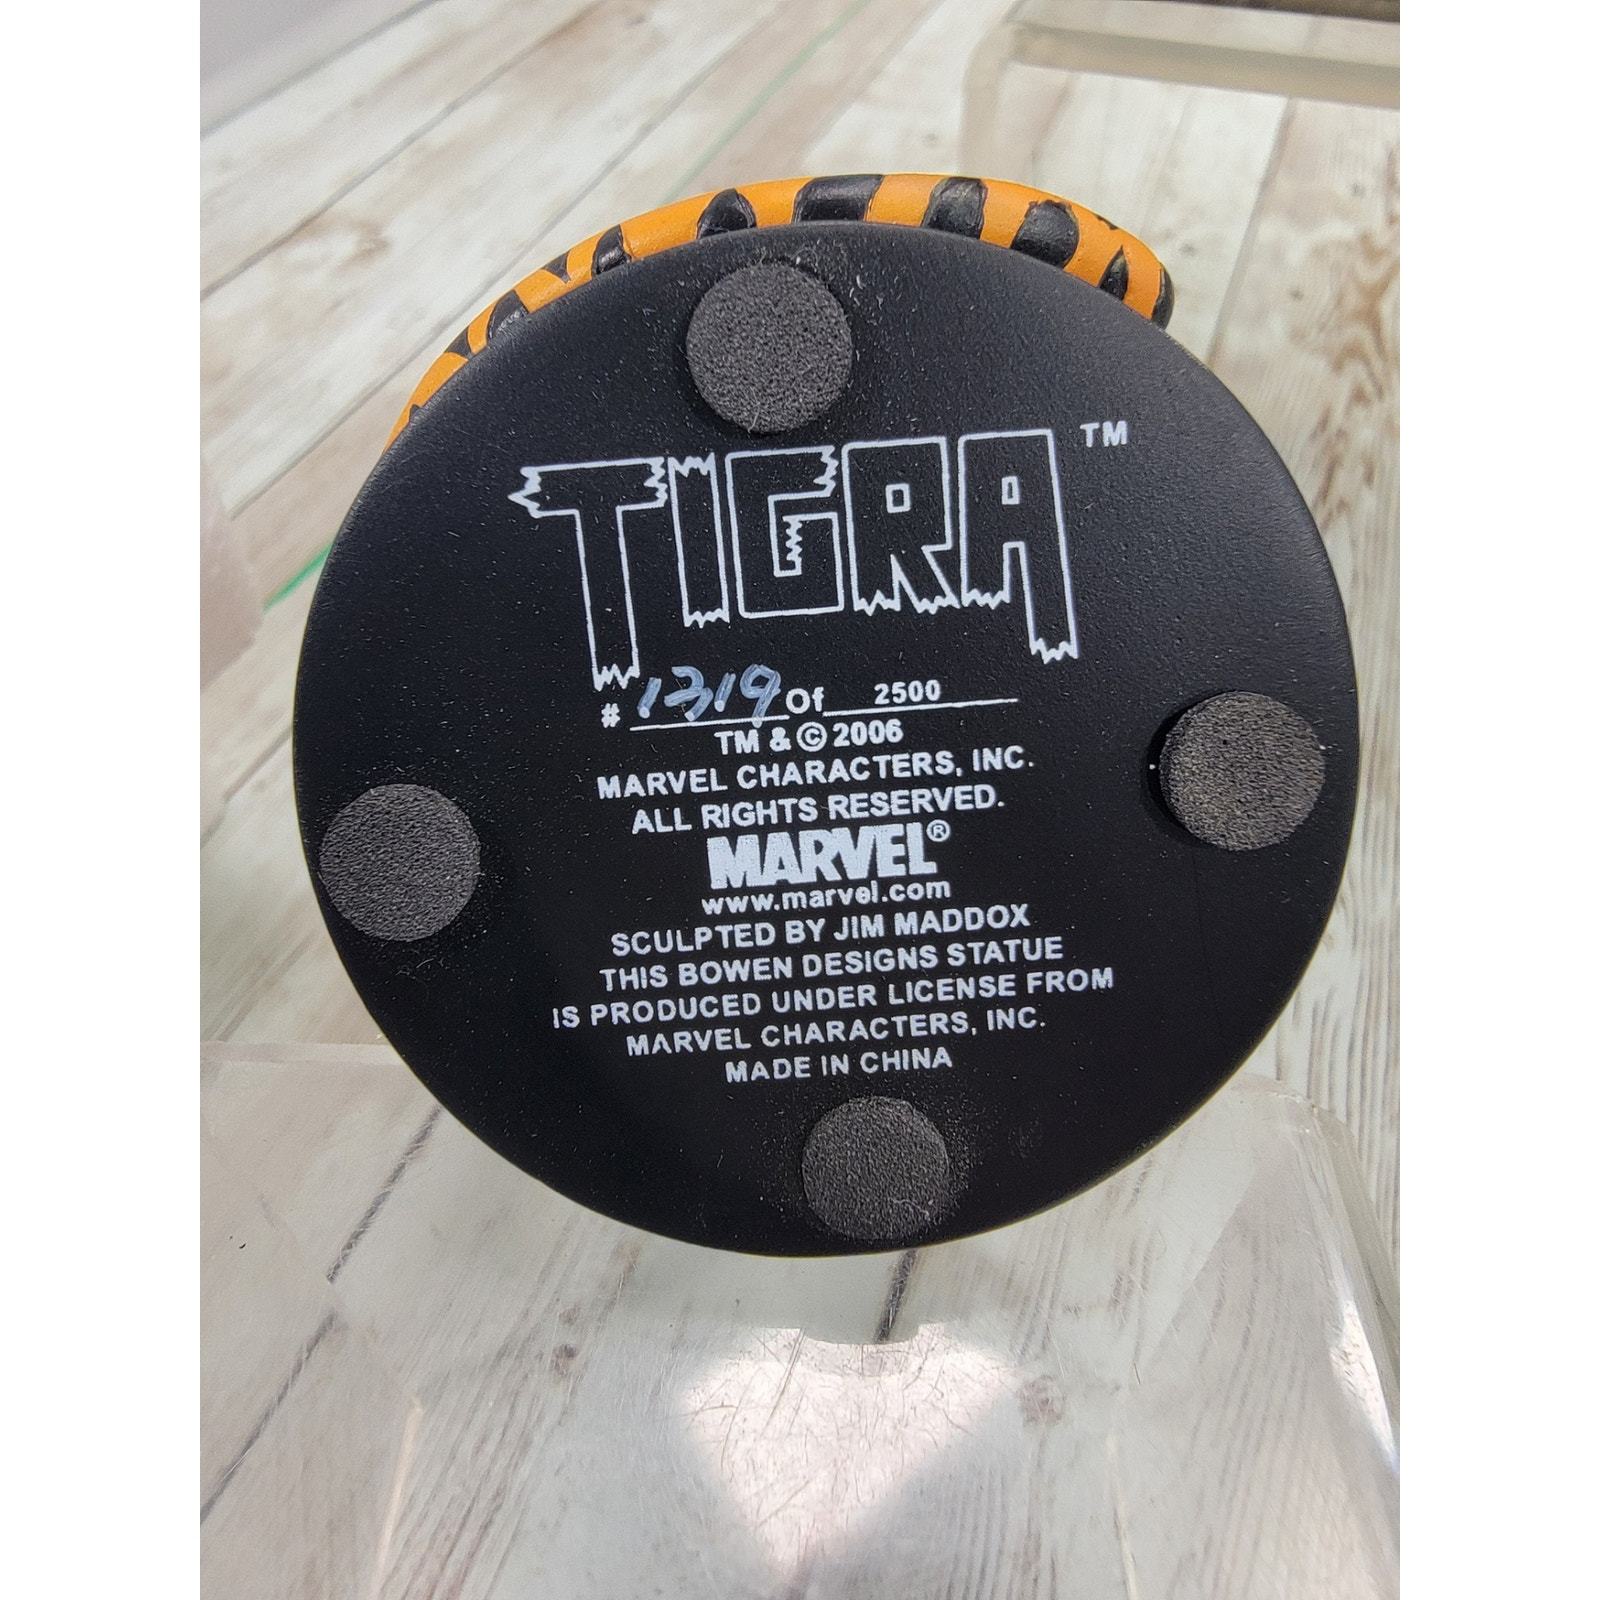 TIGRA™
# 1319 Of 2500
TM & © 2006
MARVEL CHARACTERS, INC.
ALL RIGHTS RESERVED.
MARVEL®
www.marvel.com
SCULPTED BY JIM MADDOX
THIS BOWEN DESIGNS STATUE
IS PRODUCED UNDER LICENSE FROM
MARVEL CHARACTERS, INC.
MADE IN CHINA